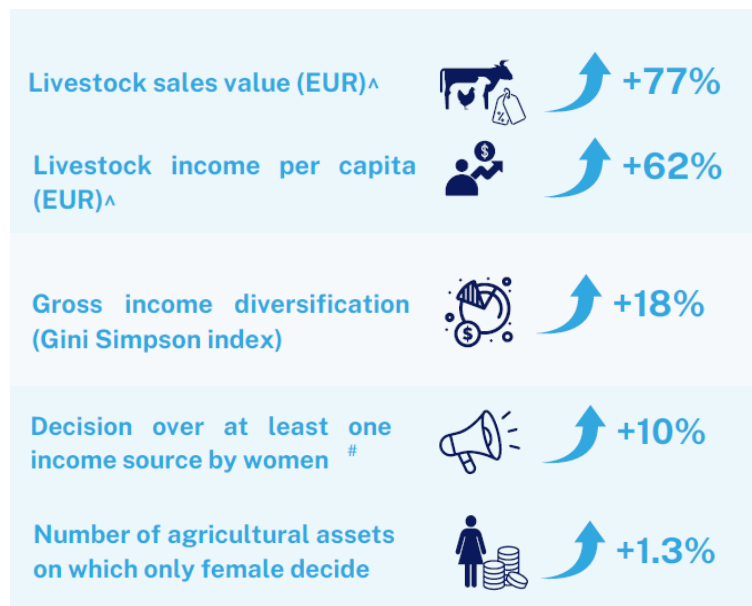 Livestock sales value (EUR)^
+77%
Livestock income per capita
(EUR)^
+62%
Gross income diversification
(Gini Simpson index)
+18%
Decision over at least one
income source by women #
+10%
Number of agricultural assets
on which only female decide
+1.3%